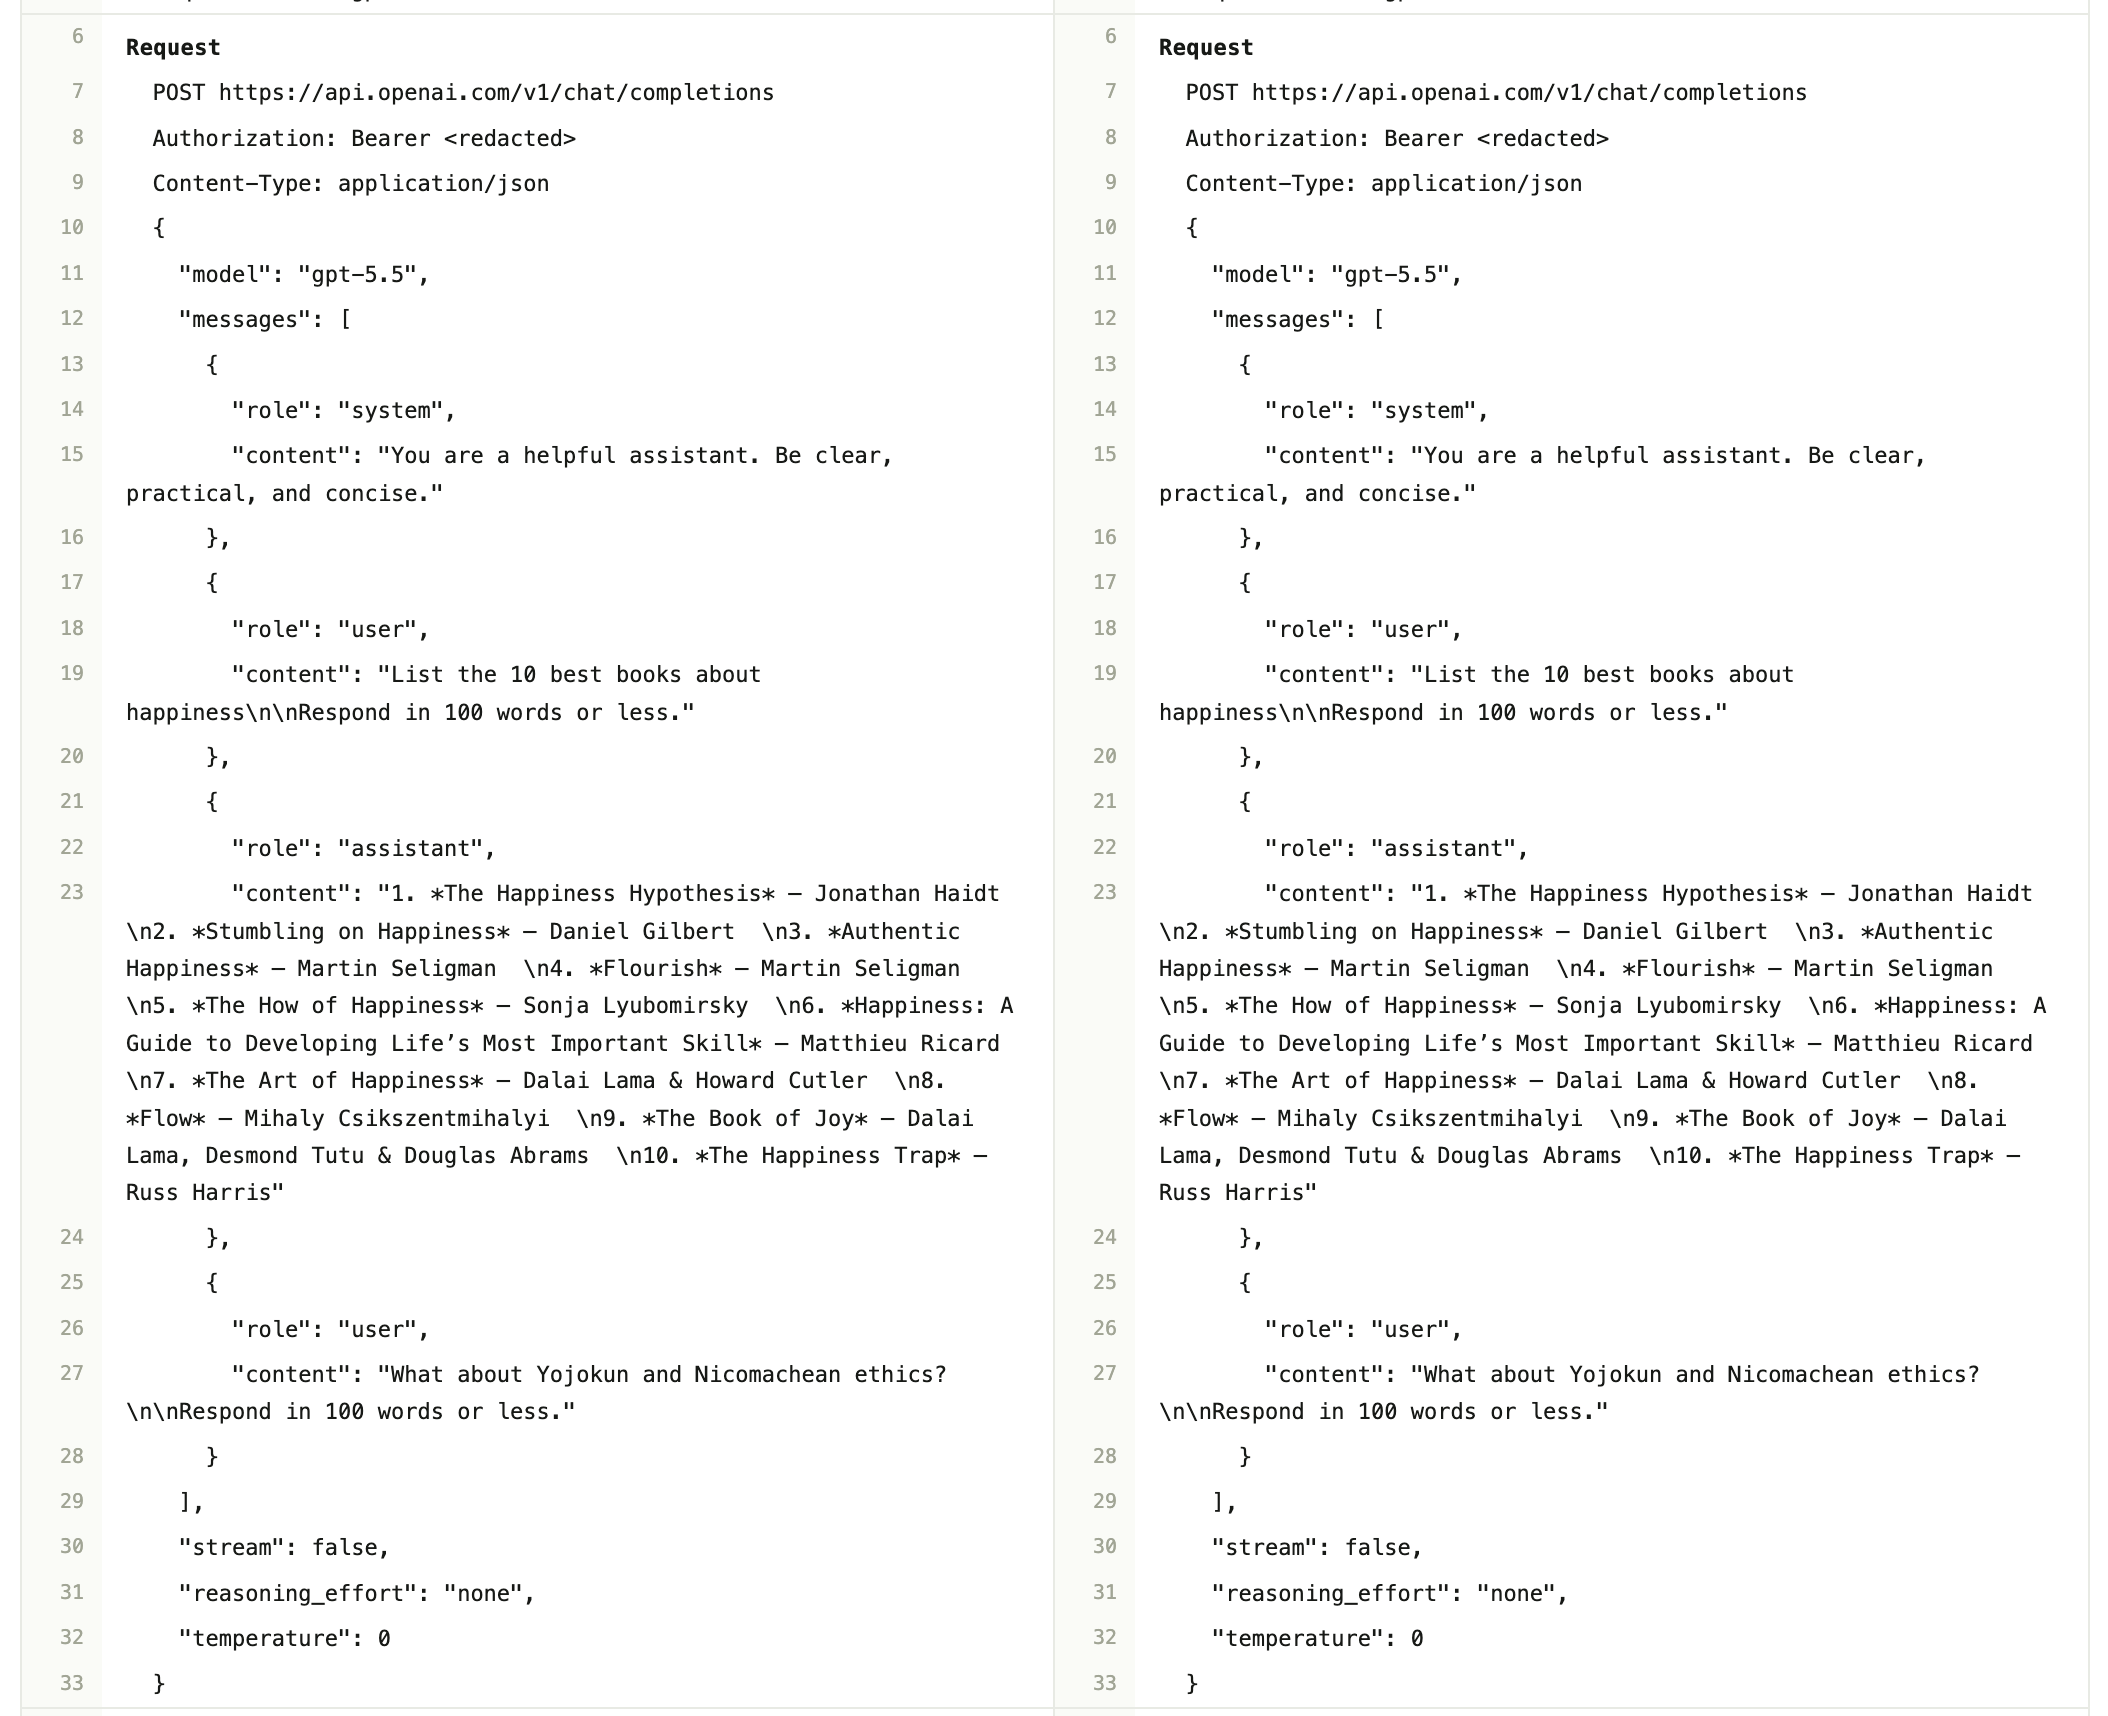 6 Request
7 POST https://api.openai.com/v1/chat/completions
8 Authorization: Bearer <redacted>
9 Content-Type: application/json
10 {
11 "model": "gpt-5.5",
12 "messages": [
13 {
14 "role": "system",
15 "content": "You are a helpful assistant. Be clear,
practical, and concise."
16 },
17 {
18 "role": "user",
19 "content": "List the 10 best books about
happiness\n\nRespond in 100 words or less."
20 },
21 {
22 "role": "assistant",
23 "content": "1. *The Happiness Hypothesis* — Jonathan Haidt
\n2. *Stumbling on Happiness* — Daniel Gilbert  \n3. *Authentic
Happiness* — Martin Seligman  \n4. *Flourish* — Martin Seligman
\n5. *The How of Happiness* — Sonja Lyubomirsky  \n6. *Happiness: A
Guide to Developing Life’s Most Important Skill* — Matthieu Ricard
\n7. *The Art of Happiness* — Dalai Lama & Howard Cutler  \n8.
*Flow* — Mihaly Csikszentmihalyi  \n9. *The Book of Joy* — Dalai
Lama, Desmond Tutu & Douglas Abrams  \n10. *The Happiness Trap* —
Russ Harris"
24 },
25 {
26 "role": "user",
27 "content": "What about Yojokun and Nicomachean ethics?
\n\nRespond in 100 words or less."
28 }
29 ],
30 "stream": false,
31 "reasoning_effort": "none",
32 "temperature": 0
33 }
6 Request
7 POST https://api.openai.com/v1/chat/completions
8 Authorization: Bearer <redacted>
9 Content-Type: application/json
10 {
11 "model": "gpt-5.5",
12 "messages": [
13 {
14 "role": "system",
15 "content": "You are a helpful assistant. Be clear,
practical, and concise."
16 },
17 {
18 "role": "user",
19 "content": "List the 10 best books about
happiness\n\nRespond in 100 words or less."
20 },
21 {
22 "role": "assistant",
23 "content": "1. *The Happiness Hypothesis* — Jonathan Haidt
\n2. *Stumbling on Happiness* — Daniel Gilbert  \n3. *Authentic
Happiness* — Martin Seligman  \n4. *Flourish* — Martin Seligman
\n5. *The How of Happiness* — Sonja Lyubomirsky  \n6. *Happiness: A
Guide to Developing Life’s Most Important Skill* — Matthieu Ricard
\n7. *The Art of Happiness* — Dalai Lama & Howard Cutler  \n8.
*Flow* — Mihaly Csikszentmihalyi  \n9. *The Book of Joy* — Dalai
Lama, Desmond Tutu & Douglas Abrams  \n10. *The Happiness Trap* —
Russ Harris"
24 },
25 {
26 "role": "user",
27 "content": "What about Yojokun and Nicomachean ethics?
\n\nRespond in 100 words or less."
28 }
29 ],
30 "stream": false,
31 "reasoning_effort": "none",
32 "temperature": 0
33 }